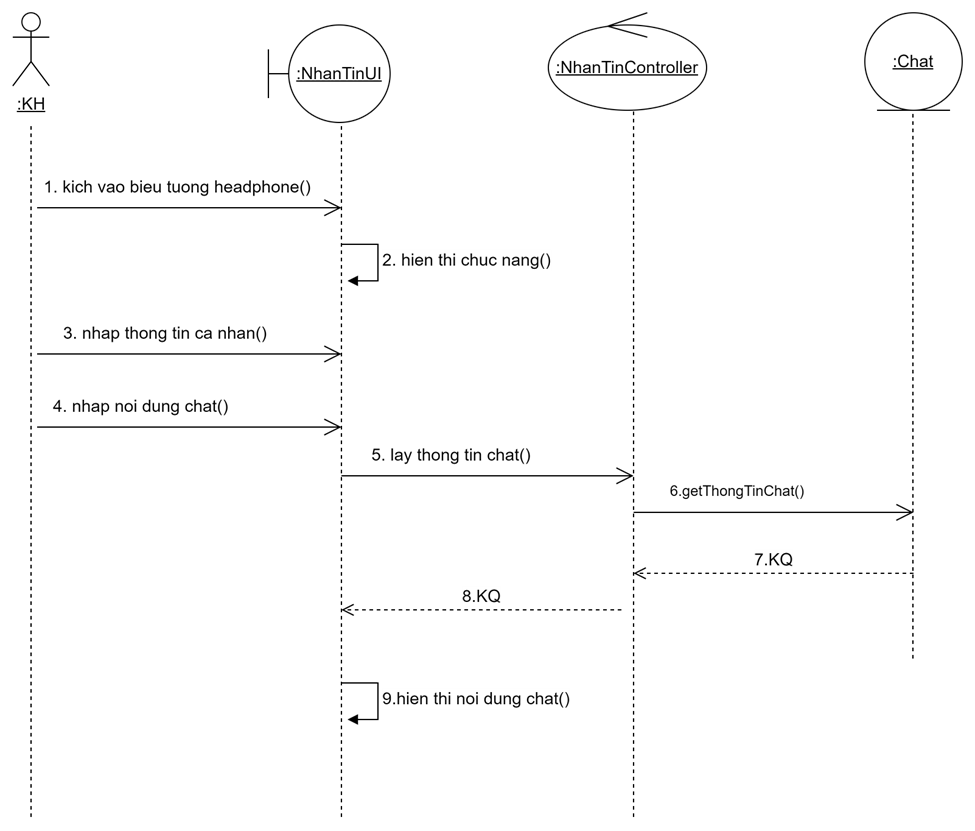 :KH
:NhanTinUI
:NhanTinController
:Chat
1. kich vao bieu tuong headphone()
2. hien thi chuc nang()
3. nhap thong tin ca nhan()
4. nhap noi dung chat()
5. lay thong tin chat()
6.getThongTinChat()
7.KQ
8.KQ
9.hien thi noi dung chat()